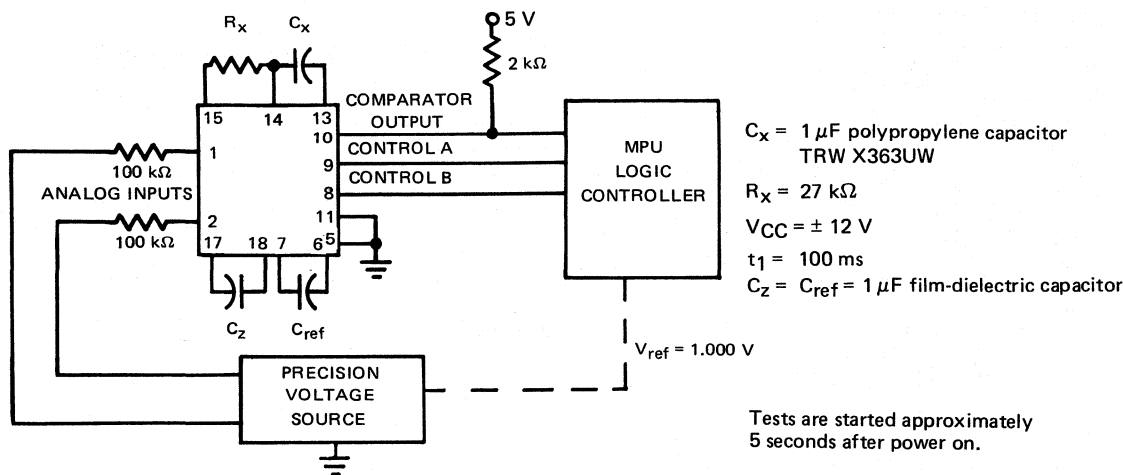 Rx Cx
5 V
2 kΩ
15 14 13
COMPARATOR
OUTPUT
10
CONTROL A
9
CONTROL B
8
1
100 kΩ
ANALOG INPUTS
2
100 kΩ
11
5
17 18 7 6
Cz Cref
MPU
LOGIC
CONTROLLER
Cx = 1 μF polypropylene capacitor
TRW X363UW
Rx = 27 kΩ
VCC = ± 12 V
t1 = 100 ms
Cz = Cref = 1 μF film-dielectric capacitor
Vref = 1.000 V
PRECISION
VOLTAGE
SOURCE
Tests are started approximately
5 seconds after power on.